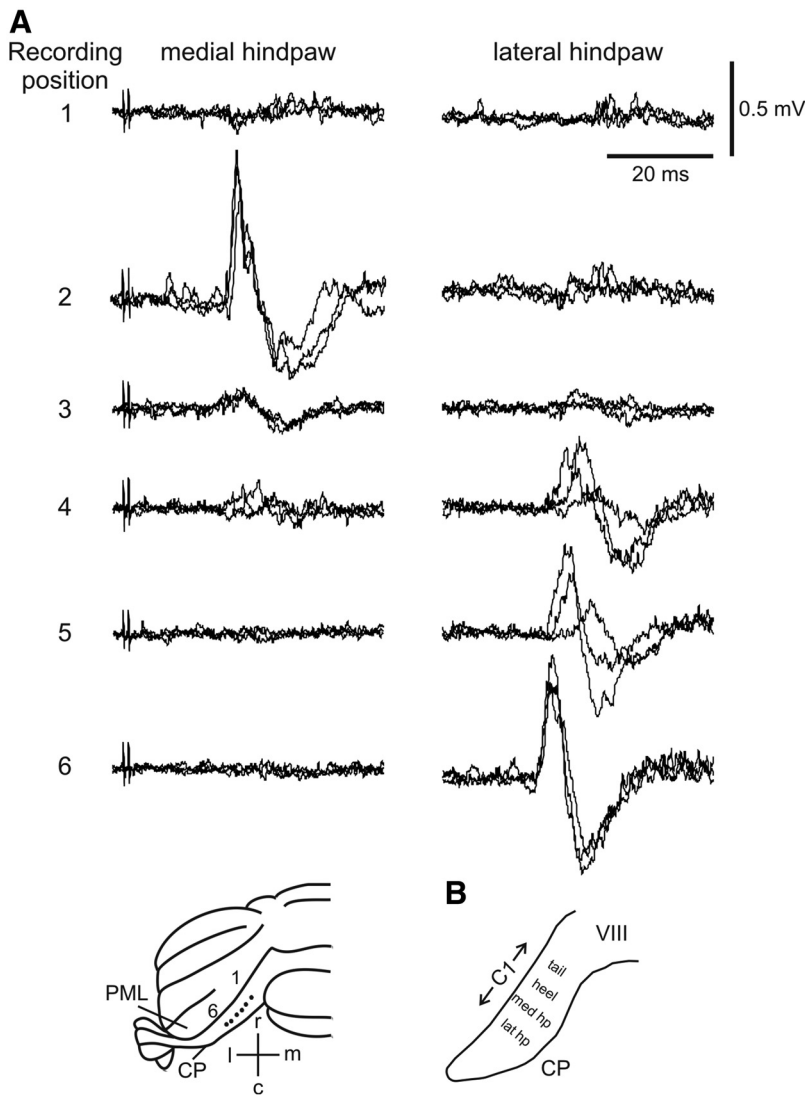 A
Recording position
medial hindpaw
lateral hindpaw
1
0.5 mV
20 ms
2
3
4
5
6
B
VIII
C1
tail
heel
med hp
lat hp
CP
1
PML
6
r
l
m
CP
c